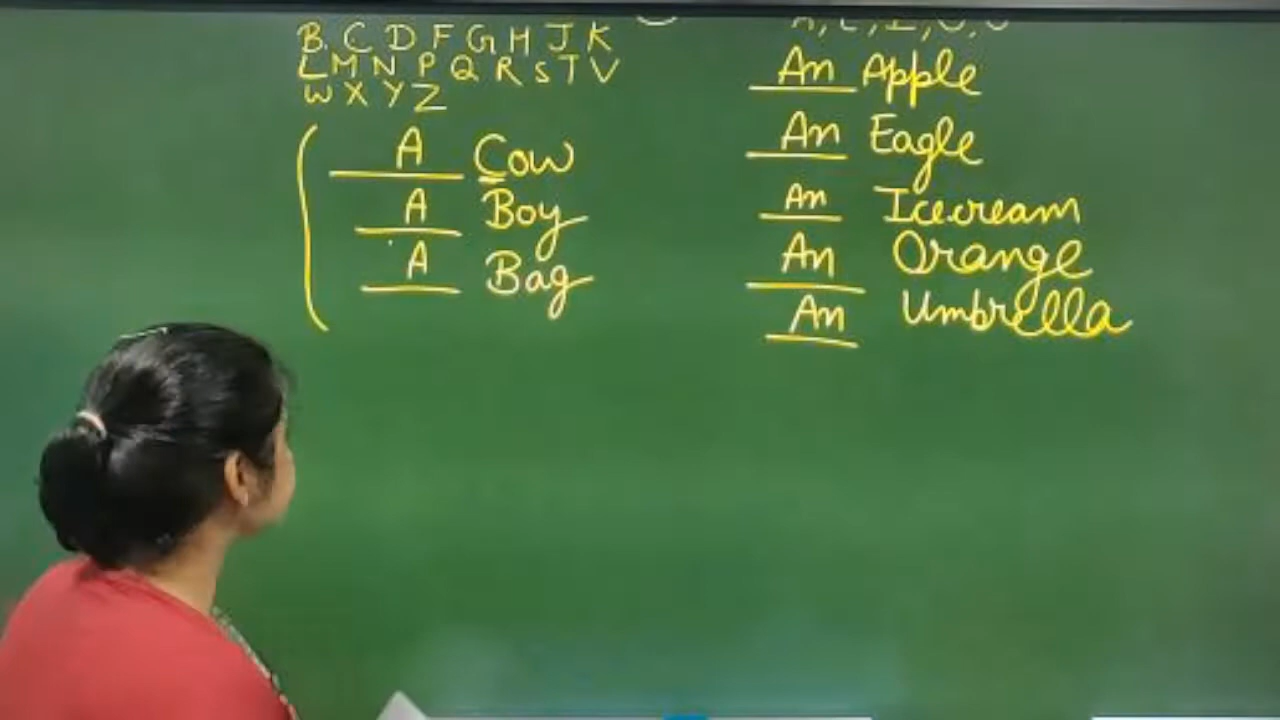 B C D F G H J K
L M N P Q R S T V
W X Y Z
A Cow
A Boy
A Bag
A, E, I, O, U
An Apple
An Eagle
An Icecream
An Orange
An Umbrella